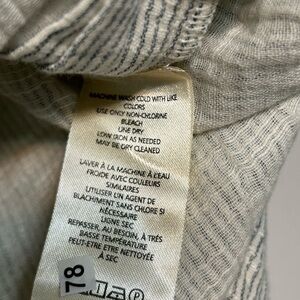 MACHINE WASH COLD WITH LIKE
COLORS
USE ONLY NON-CHLORINE
BLEACH
LINE DRY
LOW IRON AS NEEDED
MAY BE DRY CLEANED
LAVER À LA MACHINE À L'EAU
FROIDE AVEC COULEURS
SIMILAIRES
UTILISER UN AGENT DE
BLACHIMENT SANS CHLORE SI
NÉCESSAIRE
LIGNE SEC
REPASSER, AU BESOIN, À TRÈS
BASSE TEMPÉRATURE
PEUT-ÊTRE ETRE NETTOYÉE
À SEC
78